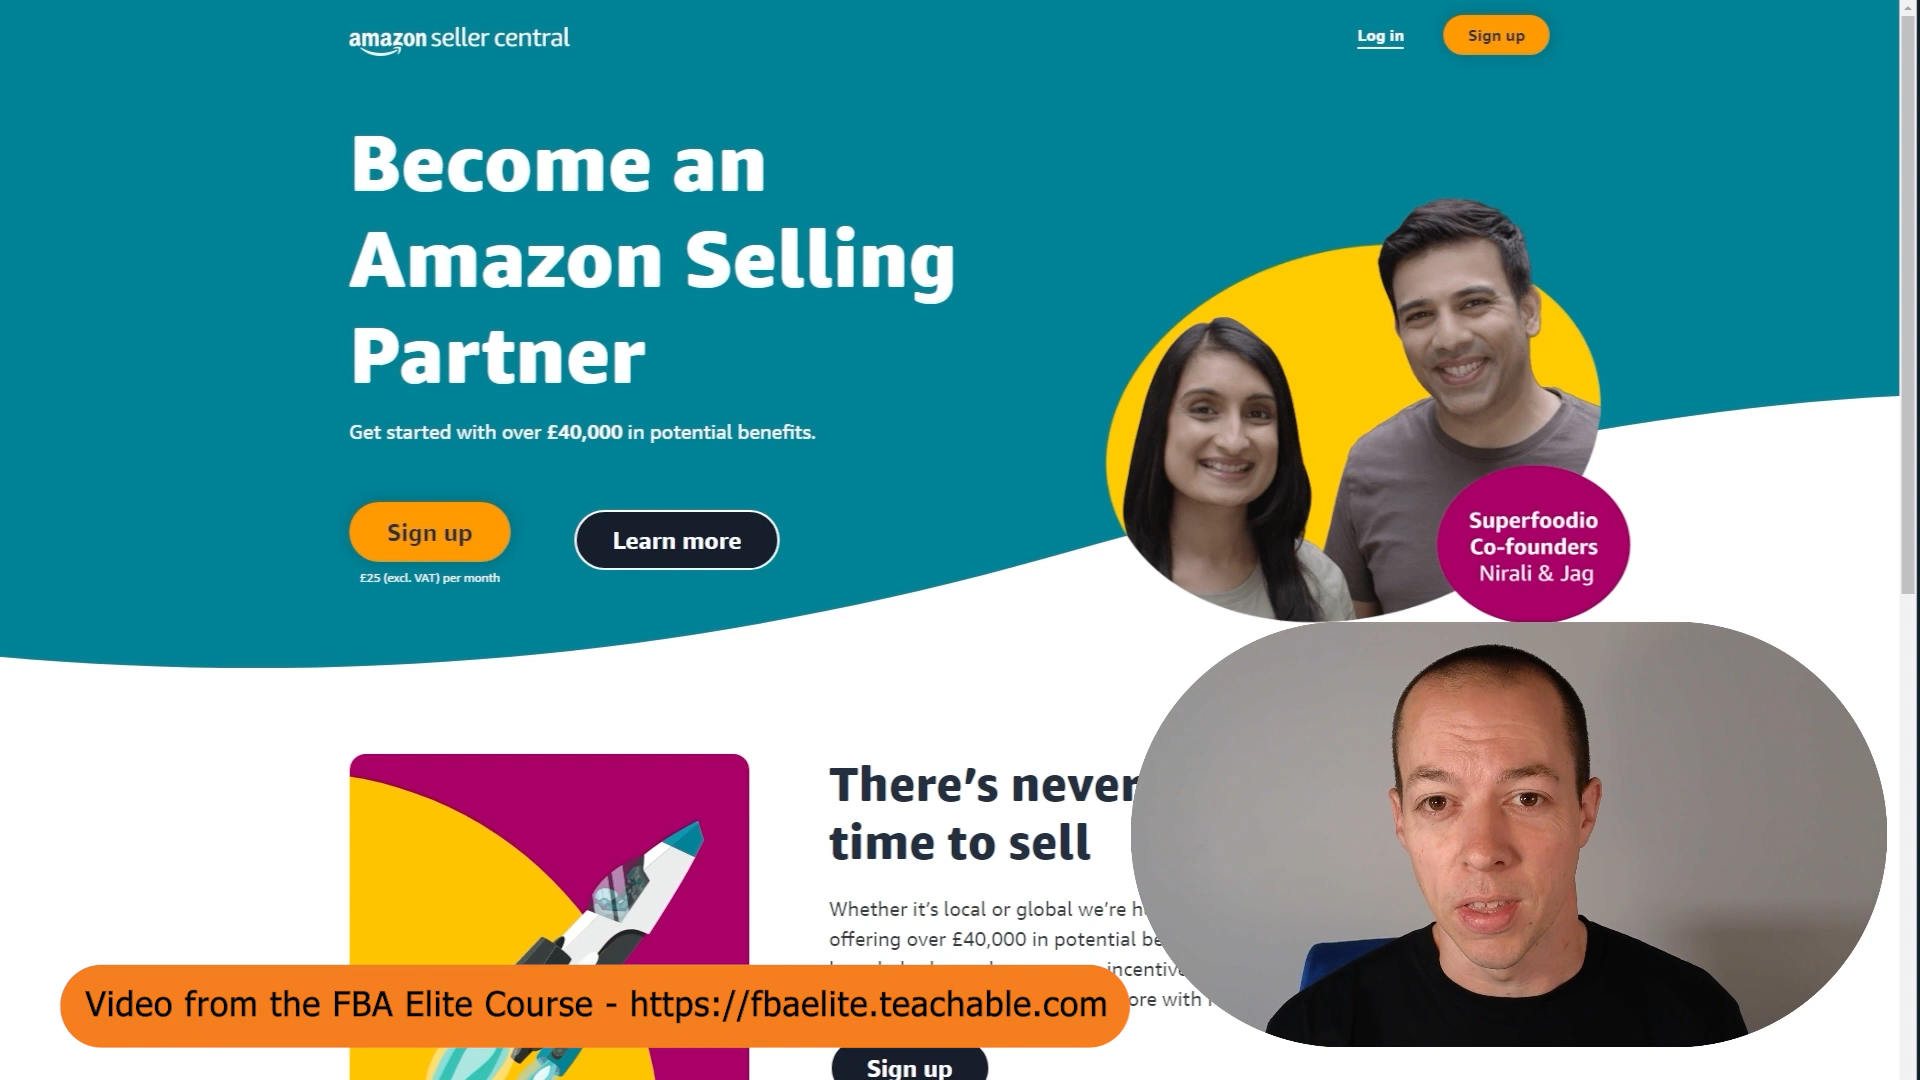 amazon seller central
Log in
Sign up
Become an
Amazon Selling
Partner
Get started with over £40,000 in potential benefits.
Sign up
Learn more
£25 (excl. VAT) per month
Superfoodio
Co-founders
Nirali & Jag
There's never
time to sell
Whether it's local or global we're
offering over £40,000 in potential
incentive
ore with
Video from the FBA Elite Course - https://fbaelite.teachable.com
Sign up